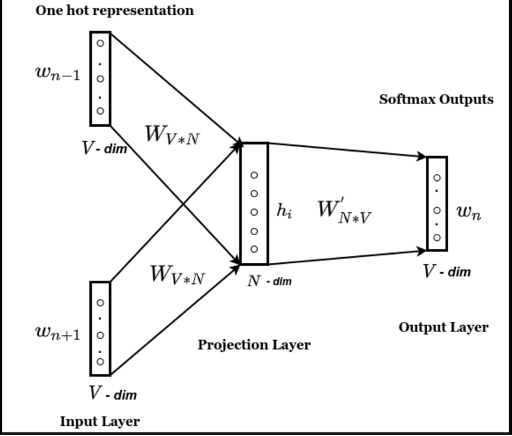 One hot representation
w_{n-1}
W_{V*N}
V - dim
Softmax Outputs
h_i
W'_{N*V}
w_n
W_{V*N}
N - dim
V - dim
w_{n+1}
Output Layer
Projection Layer
V - dim
Input Layer